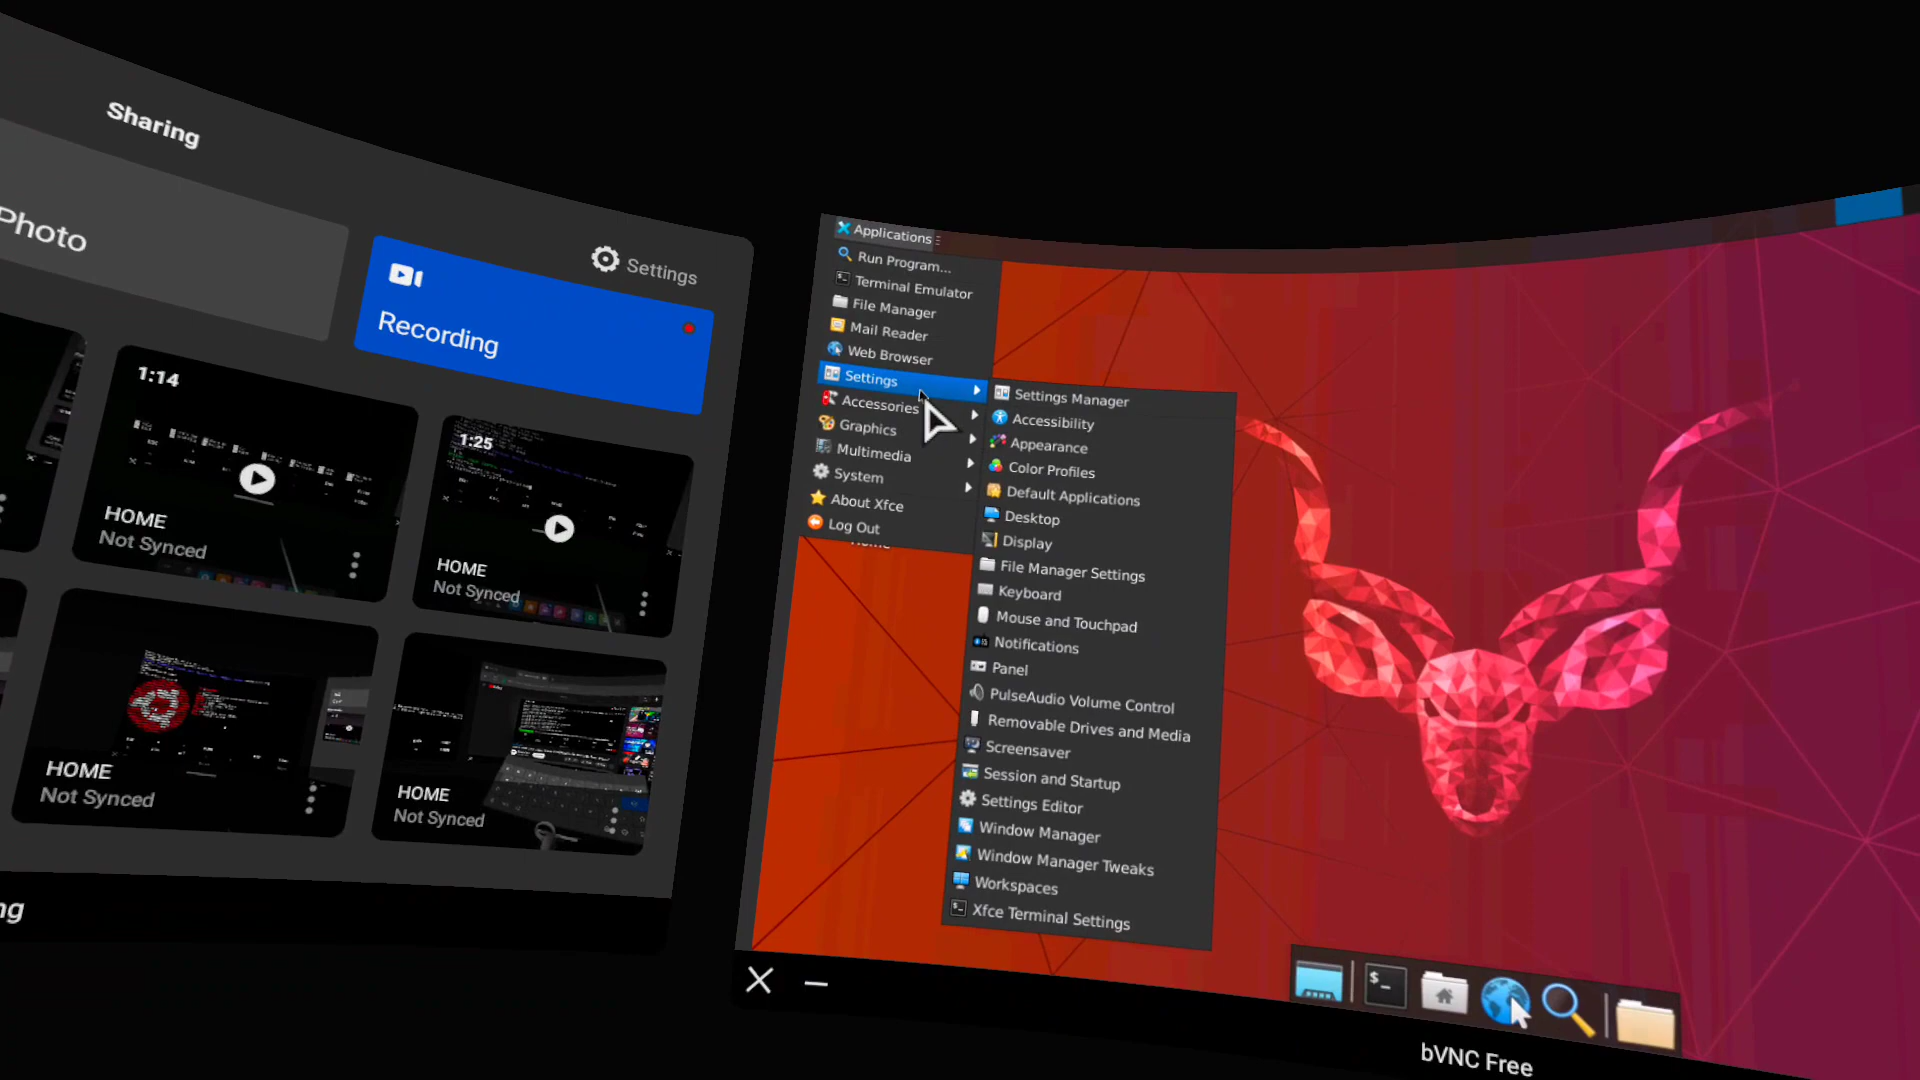 Sharing
Photo
Settings
Recording
1:14
HOME
Not Synced
1:25
HOME
Not Synced
HOME
Not Synced
HOME
Not Synced
Applications
Run Program...
Terminal Emulator
File Manager
Mail Reader
Web Browser
Settings
Accessories
Graphics
Multimedia
System
About Xfce
Log Out
Home
Settings Manager
Accessibility
Appearance
Color Profiles
Default Applications
Desktop
Display
File Manager Settings
Keyboard
Mouse and Touchpad
Notifications
Panel
PulseAudio Volume Control
Removable Drives and Media
Screensaver
Session and Startup
Settings Editor
Window Manager
Window Manager Tweaks
Workspaces
Xfce Terminal Settings
bVNC Free